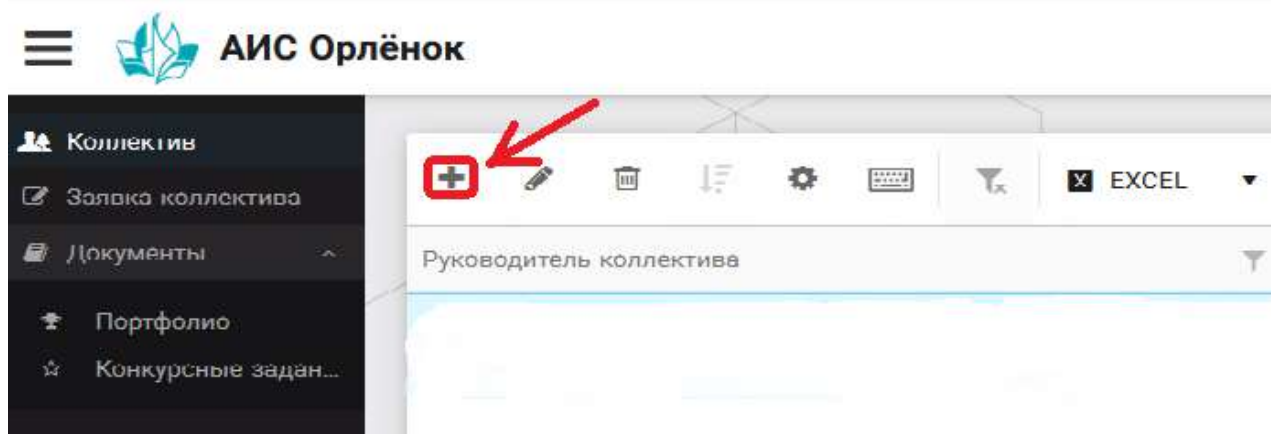 АИС Орлёнок
Коллектив
Заявка коллектива
Документы
Портфолио
Конкурсные задан...
X EXCEL
Руководитель коллектива